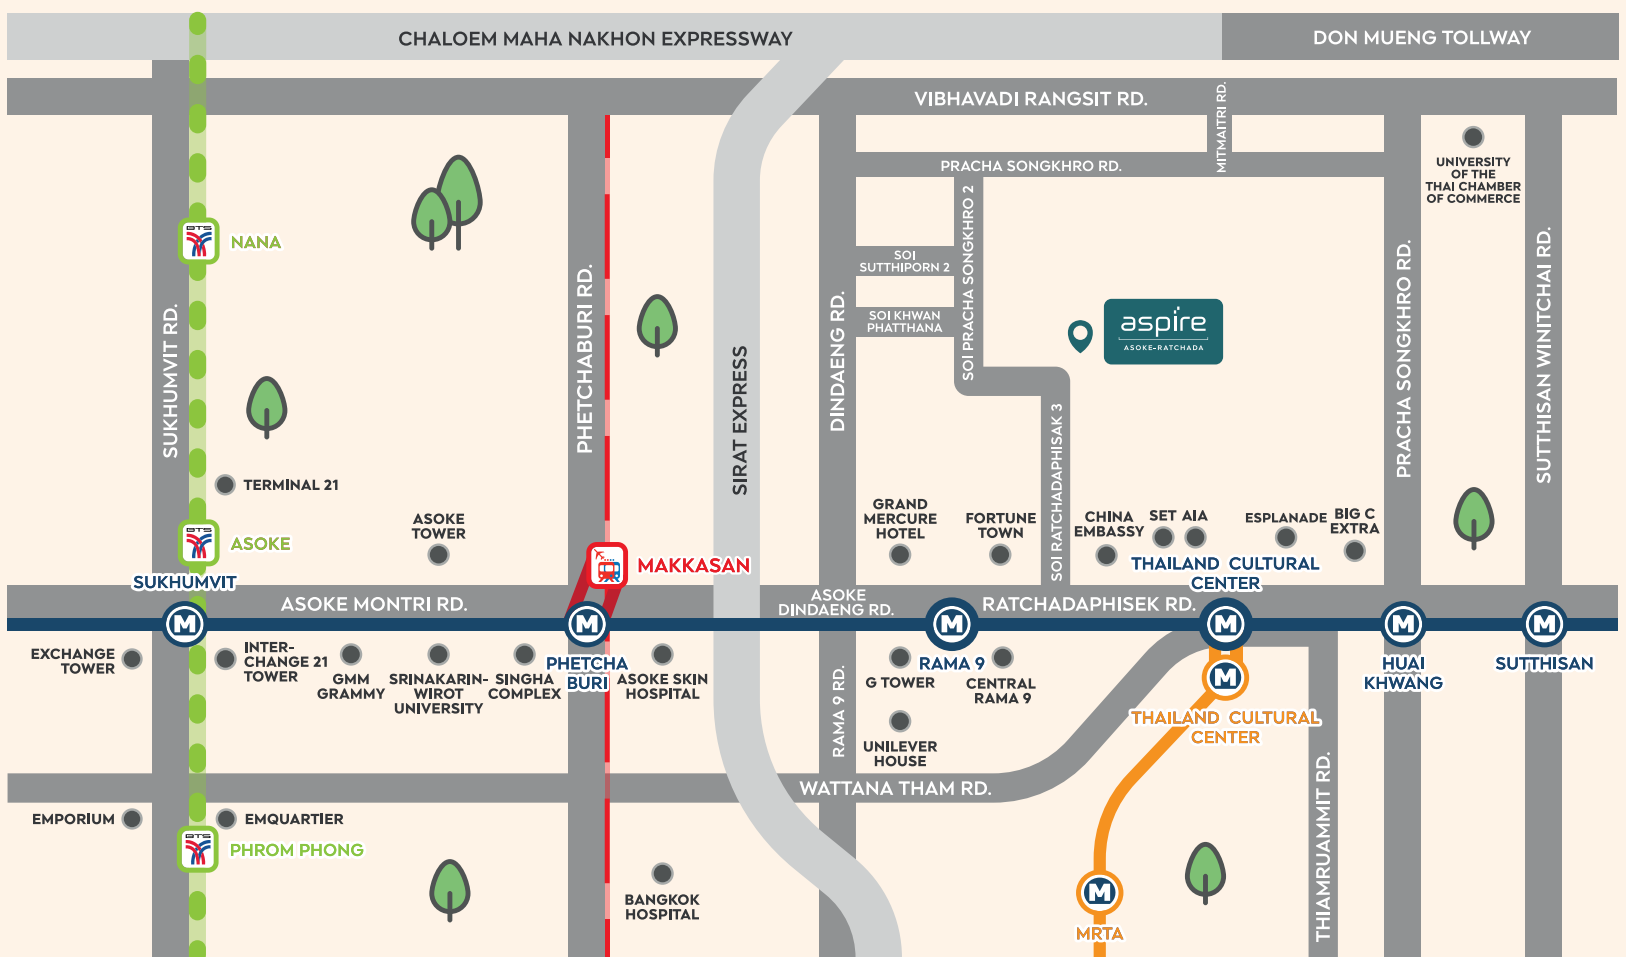 CHALOEM MAHA NAKHON EXPRESSWAY
DON MUENG TOLLWAY
VIBHAVADI RANGSIT RD.
MITMAITRI RD.
PRACHA SONGKHRO RD.
UNIVERSITY
OF THE
THAI CHAMBER
OF COMMERCE
BTS
NANA
SUKHUMVIT RD.
PHETCHABURI RD.
SIRAT EXPRESS
DINDAENG RD.
SOI
SUTTHIPORN 2
SOI KHWAN
PHATTHANA
SOI PRACHA SONGKHRO 2
aspire
ASOKE-RATCHADA
PRACHA SONGKHRO RD.
SUTTHISAN WINITCHAI RD.
SOI RATCHADAPHISAK 3
TERMINAL 21
BTS
ASOKE
ASOKE
TOWER
GRAND
MERCURE
HOTEL
FORTUNE
TOWN
CHINA
EMBASSY
SET
AIA
ESPLANADE
BIG C
EXTRA
MAKKASAN
SUKHUMVIT
THAILAND CULTURAL
CENTER
ASOKE MONTRI RD.
ASOKE
DINDAENG RD.
RATCHADAPHISEK RD.
M
M
M
M
M
M
EXCHANGE
TOWER
INTER-
CHANGE 21
TOWER
GMM
GRAMMY
SRINAKARIN-
WIROT
UNIVERSITY
SINGHA
COMPLEX
PHETCHA
BURI
ASOKE SKIN
HOSPITAL
RAMA 9 RD.
G TOWER
RAMA 9
CENTRAL
RAMA 9
HUAI
KHWANG
SUTTHISAN
M
THAILAND CULTURAL
CENTER
UNILEVER
HOUSE
WATTANA THAM RD.
THIAMRUAMMIT RD.
EMPORIUM
EMQUARTIER
BTS
PHROM PHONG
BANGKOK
HOSPITAL
M
MRTA